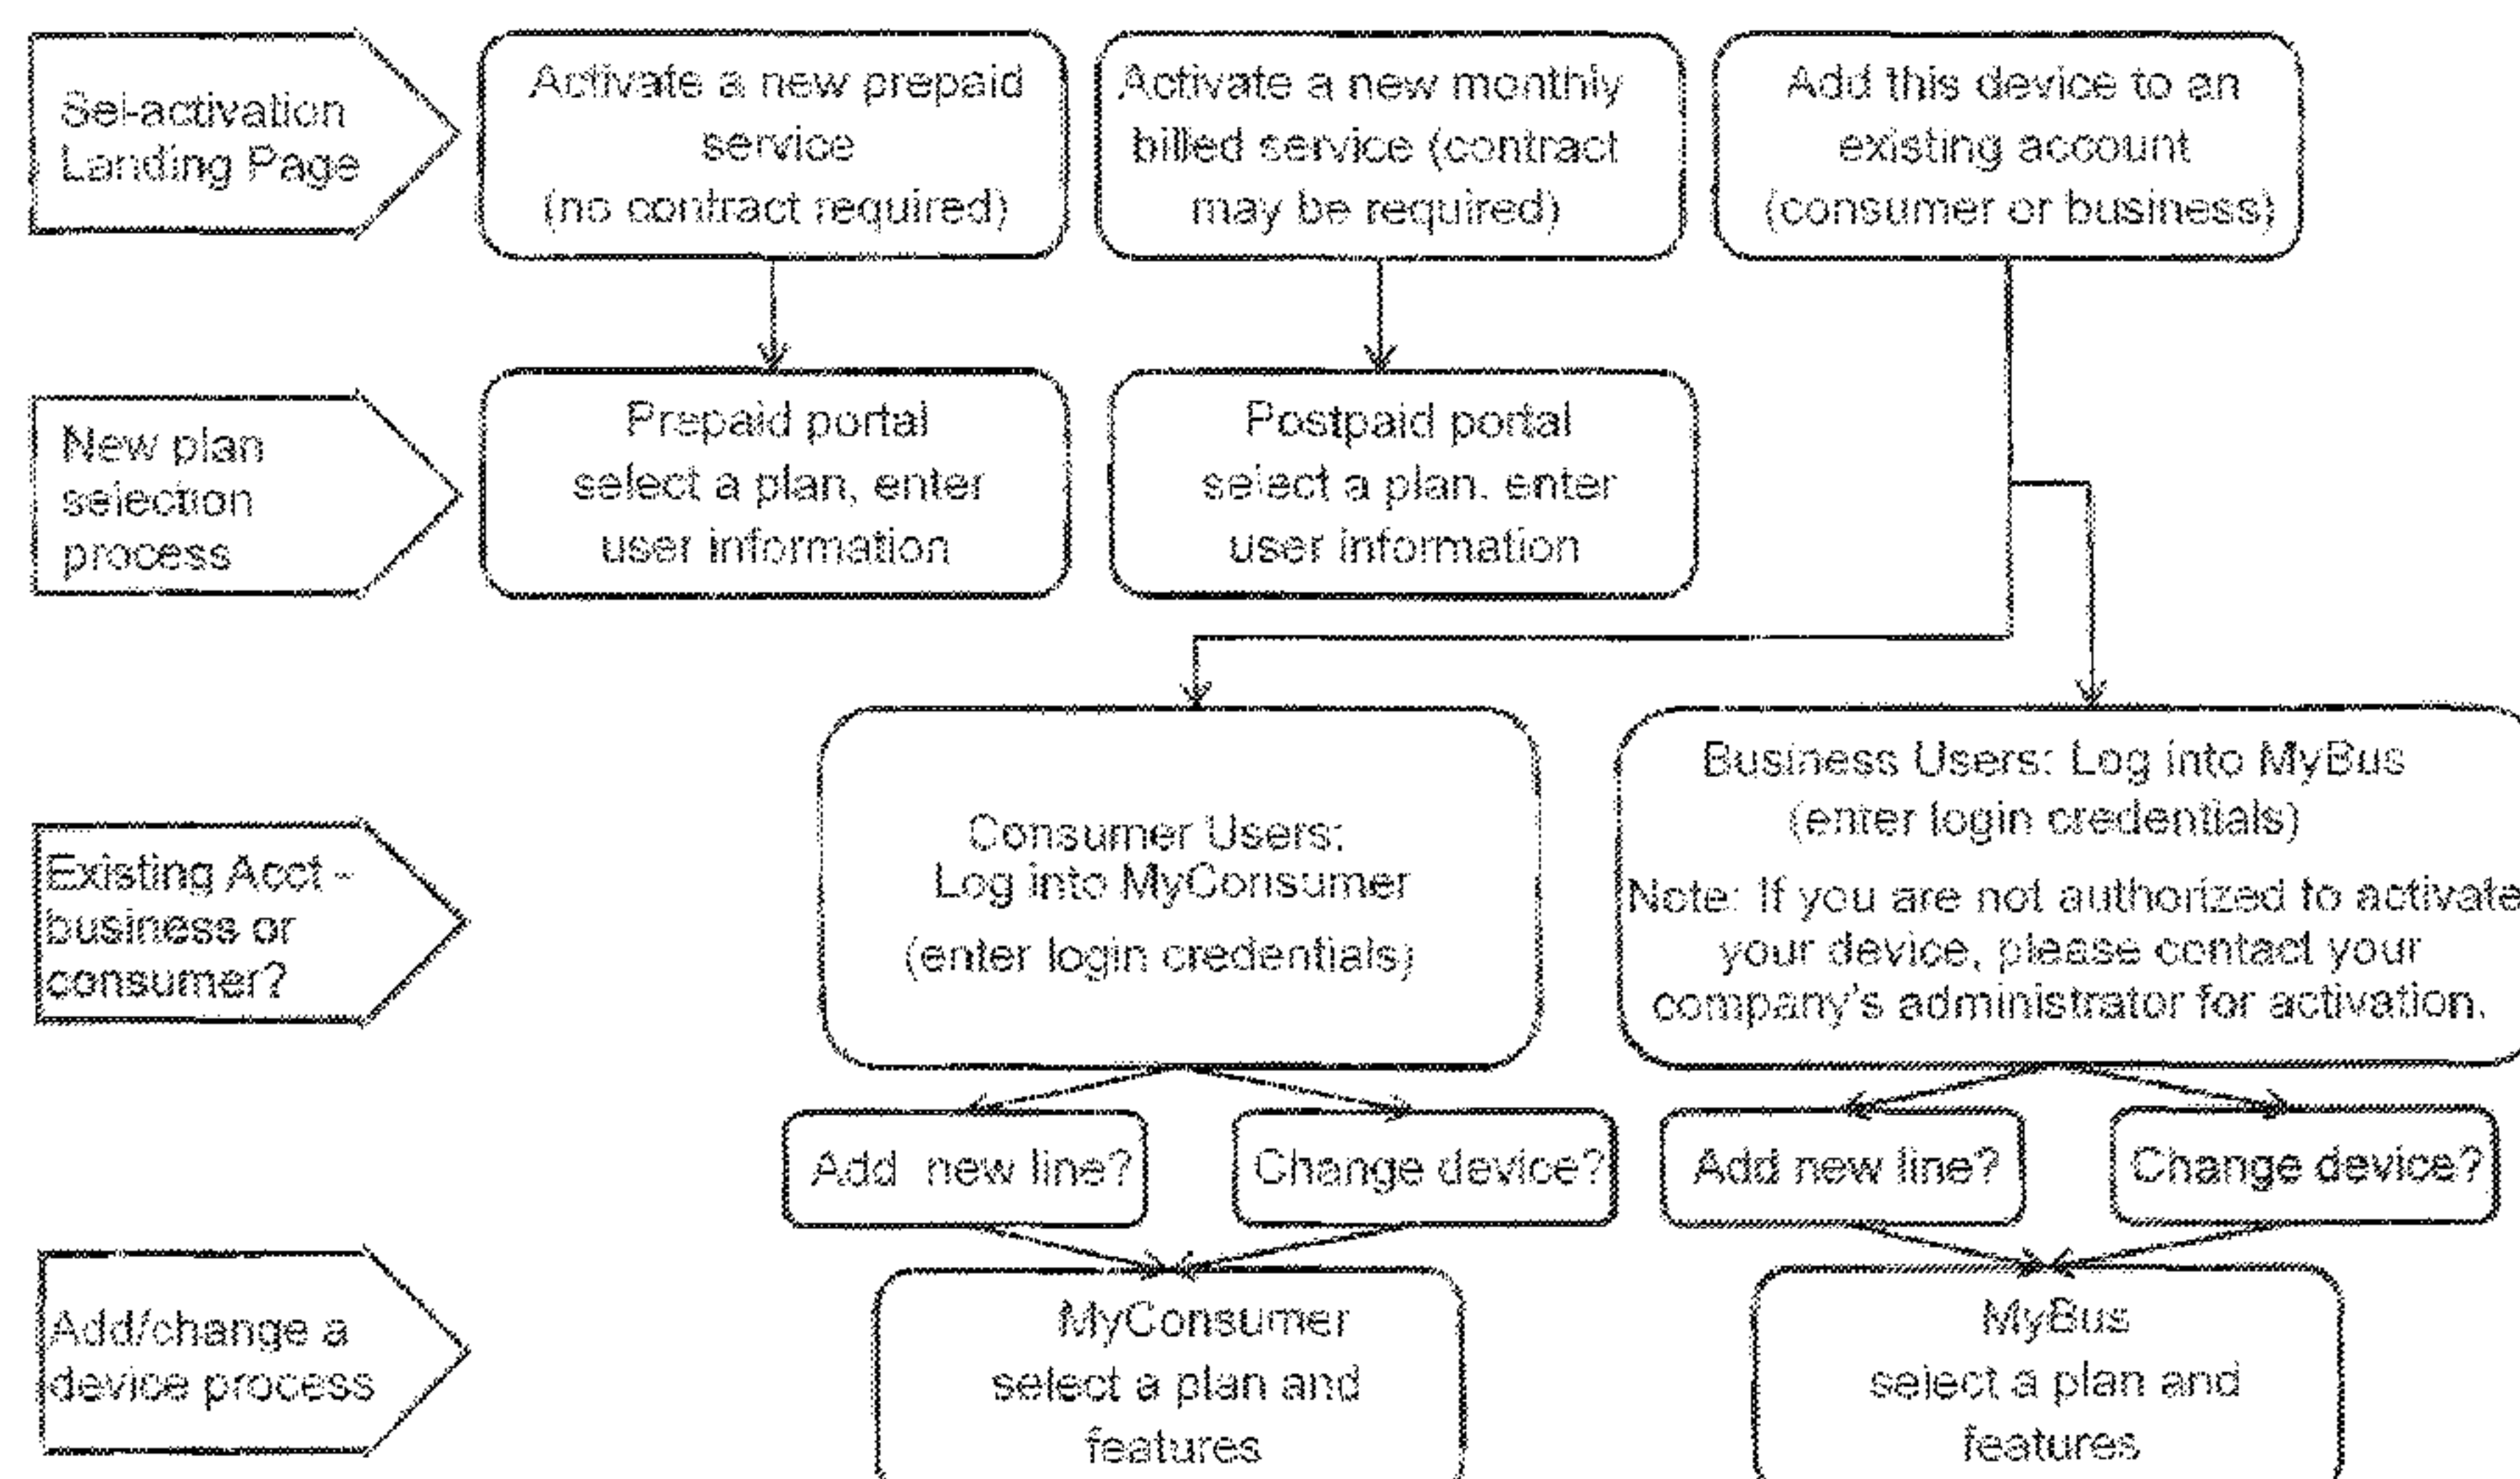 Sel-activation
Landing Page
Activate a new prepaid
service
(no contract required)
Activate a new monthly
billed service (contract
may be required)
Add this device to an
existing account
(consumer or business)
New plan
selection
process
Prepaid portal
select a plan, enter
user information
Postpaid portal
select a plan, enter
user information
Existing Acct -
business or
consumer?
Consumer Users:
Log into MyConsumer
(enter login credentials)
Business Users: Log into MyBus
(enter login credentials)
Note: If you are not authorized to activate
your device, please contact your
company's administrator for activation.
Add new line?
Change device?
Add new line?
Change device?
Add/change a
device process
MyConsumer
select a plan and
features
MyBus
select a plan and
features